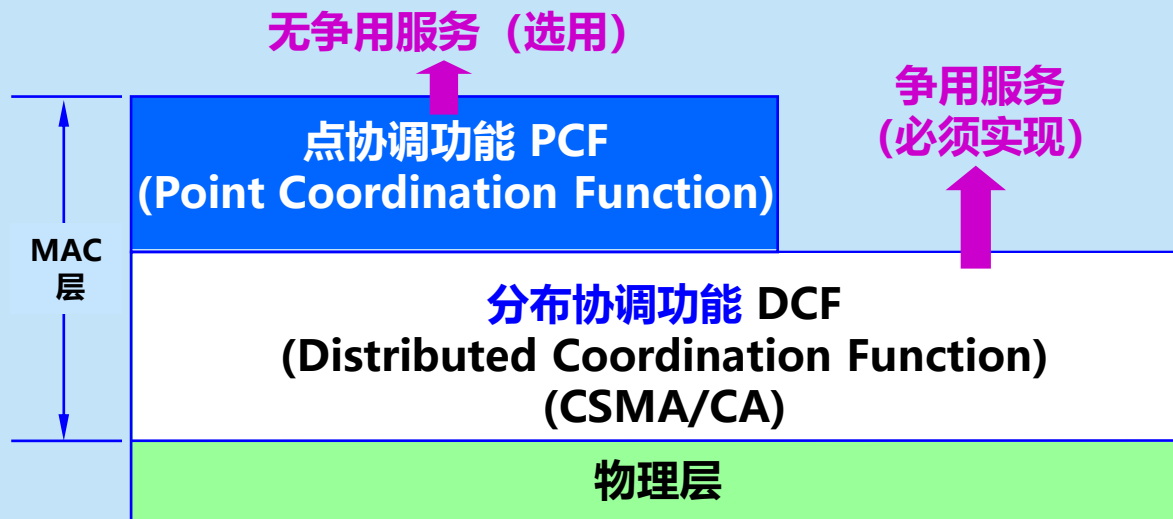 无争用服务（选用）
争用服务
(必须实现)
点协调功能 PCF
(Point Coordination Function)
MAC
层
分布协调功能 DCF
(Distributed Coordination Function)
(CSMA/CA)
物理层